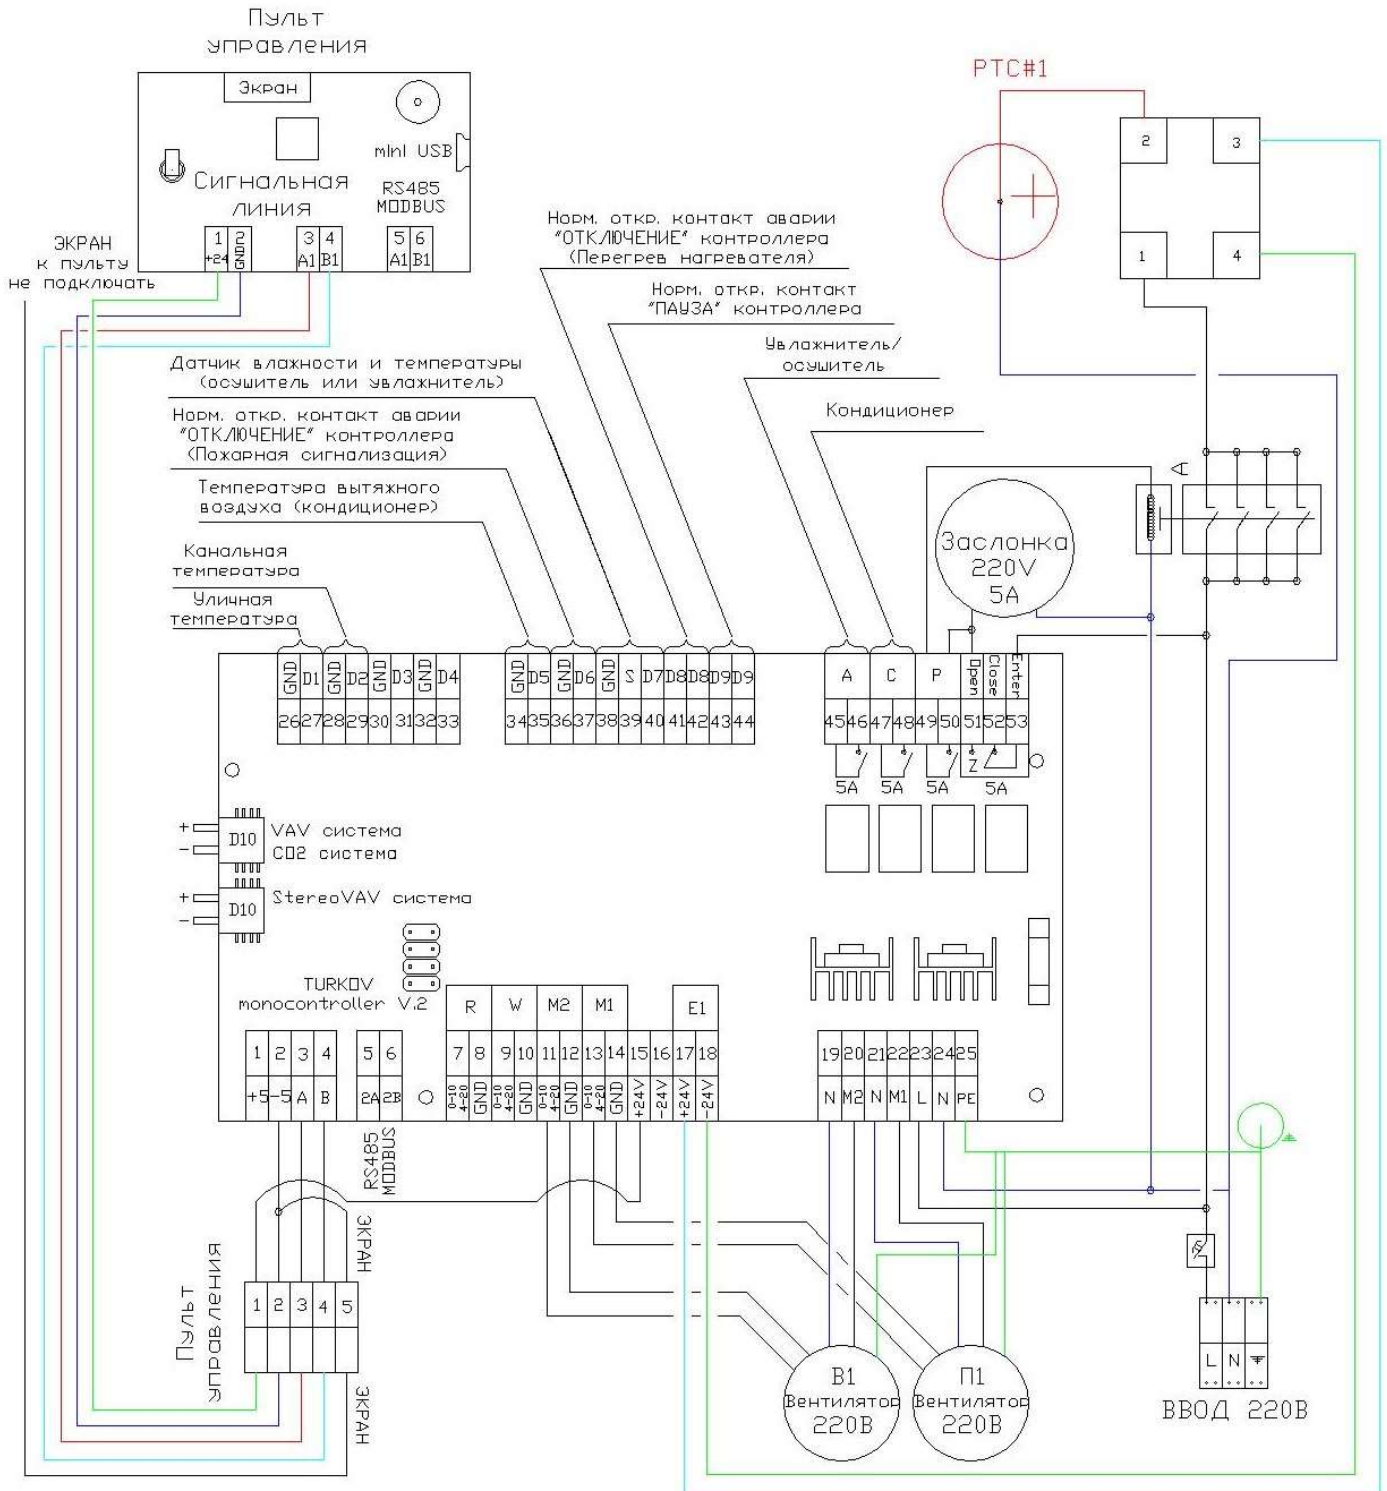 Пульт
управления
Экран
mini USB
Сигнальная
линия
RS485
MODBUS
1 2 3 4 5 6
+24 GND A1 B1 A1 B1
ЭКРАН
к пульту
не подключать
PTC#1
2 3
1 4
Норм. откр. контакт аварии
"ОТКЛЮЧЕНИЕ" контроллера
(Перегрев нагревателя)
Норм. откр. контакт
"ПАУЗА" контроллера
Увлажнитель/
осушитель
Кондиционер
Датчик влажности и температуры
(осушитель или увлажнитель)
Норм. откр. контакт аварии
"ОТКЛЮЧЕНИЕ" контроллера
(Пожарная сигнализация)
Температура вытяжного
воздуха (кондиционер)
Канальная
температура
Уличная
температура
A
Заслонка
220V
5A
GND D1 GND D2 GND D3 GND D4 GND D5 GND D6 GND S D7 D8 D8 D9 D9 A C P Open Close Enter
26 27 28 29 30 31 32 33 34 35 36 37 38 39 40 41 42 43 44 45 46 47 48 49 50 51 52 53
Z
5A 5A 5A 5A
+
-
D10
VAV система
CO2 система
+
-
D10
StereoVAV система
TURKOV
monocontroller V.2
R W M2 M1 E1
1 2 3 4 5 6 7 8 9 10 11 12 13 14 15 16 17 18 19 20 21 22 23 24 25
+5 -5 A B 2A 2B 0-10 4-20 GND 0-10 4-20 GND 0-10 4-20 GND 0-10 4-20 GND +24V -24V +24V -24V N M2 N M1 L N PE
RS485
MODBUS
ЭКРАН
Пульт
управления
1 2 3 4 5
ЭКРАН
В1
Вентилятор
220В
П1
Вентилятор
220В
L N
ВВОД 220В